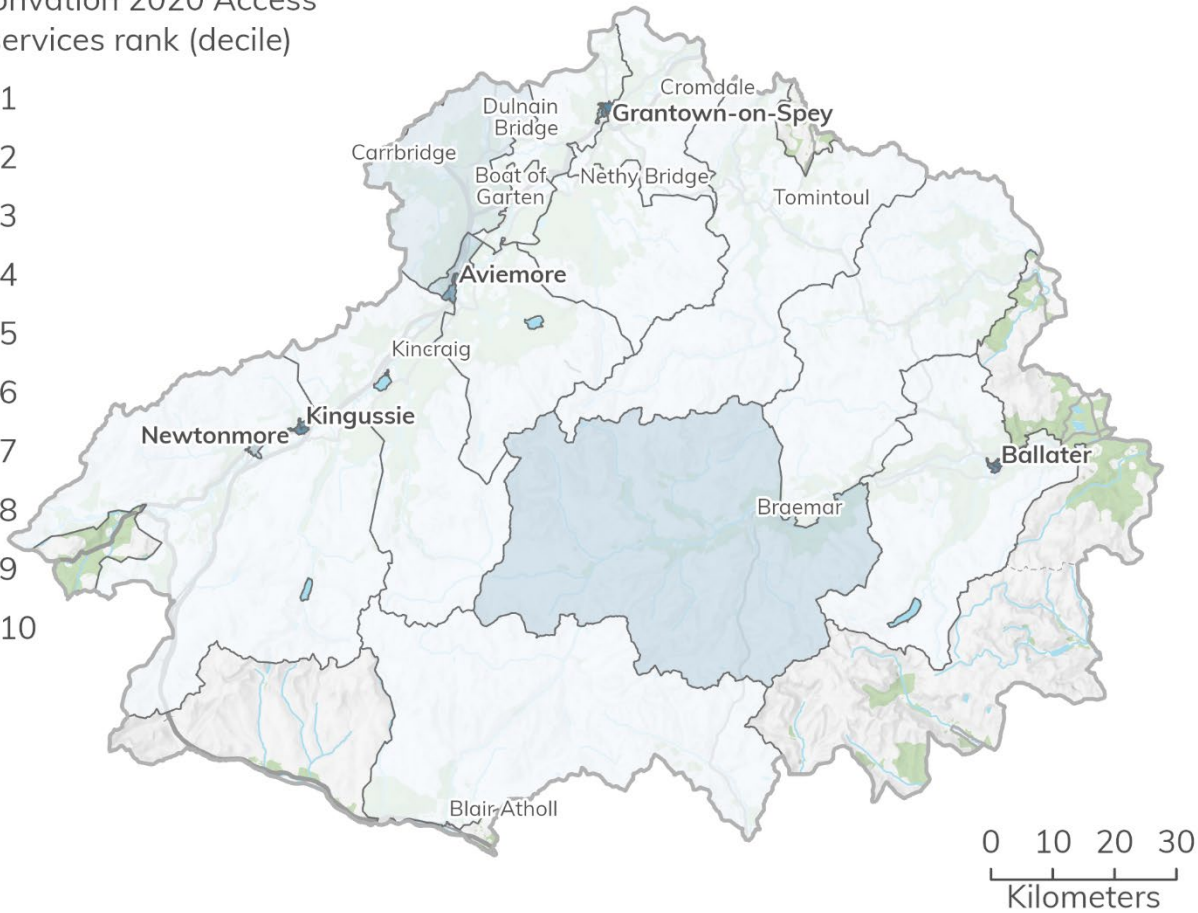 2020 Access
services rank (decile)
1
2
3
4
5
6
7
8
9
10
Cromdale
Dulnain
Bridge
Grantown-on-Spey
Carrbridge
Boat of
Garten
Nethy Bridge
Tomintoul
Aviemore
Kincraig
Kingussie
Newtonmore
Ballater
Braemar
Blair Atholl
0 10 20 30
Kilometers